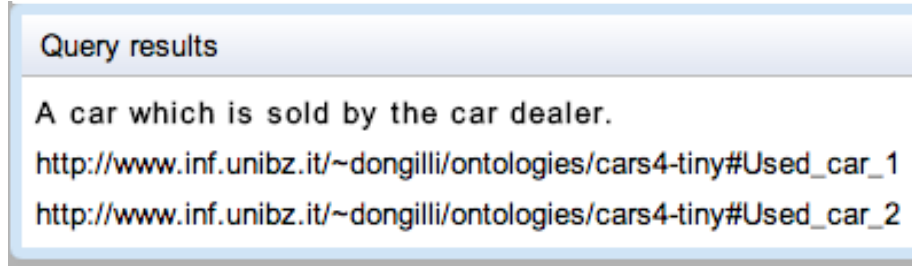 Query results
A car which is sold by the car dealer.
http://www.inf.unibz.it/~dongilli/ontologies/cars4-tiny#Used_car_1
http://www.inf.unibz.it/~dongilli/ontologies/cars4-tiny#Used_car_2